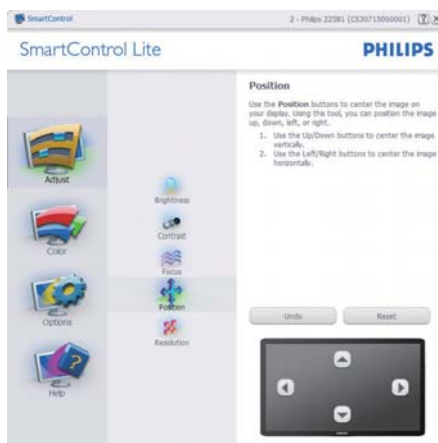 SmartControl
2 - Philips 225B1 (CS30715000001)
SmartControl Lite
PHILIPS
Adjust
Color
Options
Help
Brightness
Contrast
Focus
Position
Resolution
Position
Use the Position buttons to center the image on
your display. Using the tool, you can position the image
up, down, left, or right.
1. Use the Up/Down buttons to center the image
vertically.
2. Use the Left/Right buttons to center the image
horizontally.
Undo
Reset